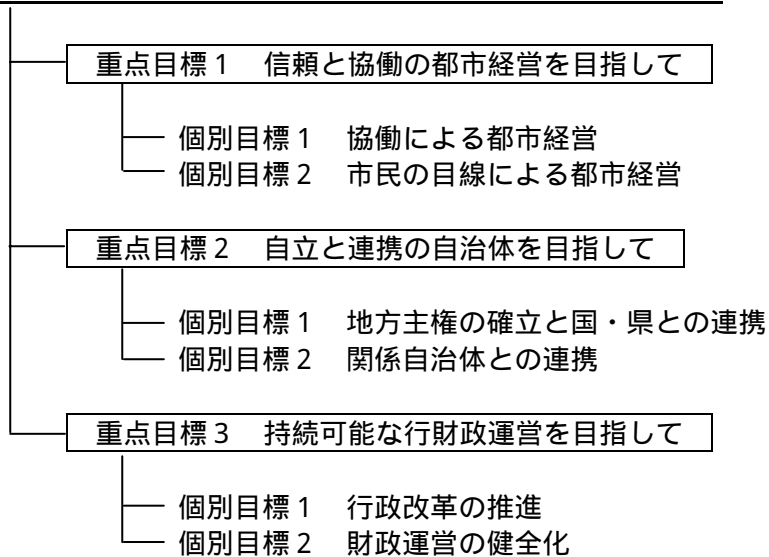 重点目標１　信頼と協働の都市経営を目指して
個別目標１　協働による都市経営
個別目標２　市民の目線による都市経営
重点目標２　自立と連携の自治体を目指して
個別目標１　地方主権の確立と国・県との連携
個別目標２　関係自治体との連携
重点目標３　持続可能な行財政運営を目指して
個別目標１　行政改革の推進
個別目標２　財政運営の健全化